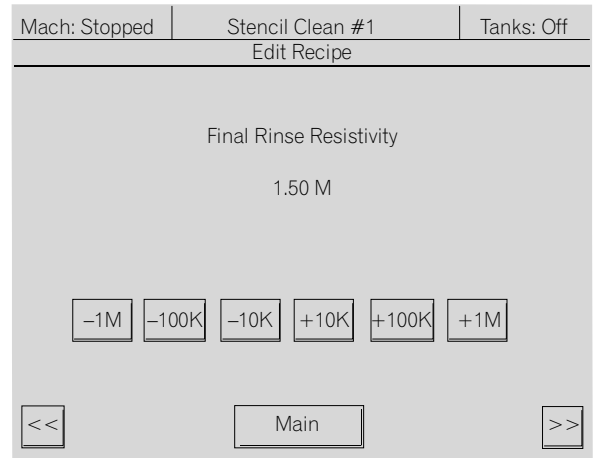 Mach: Stopped Stencil Clean #1 Tanks: Off
Edit Recipe
Final Rinse Resistivity
1.50 M
–1M –100K –10K +10K +100K +1M
<< Main >>